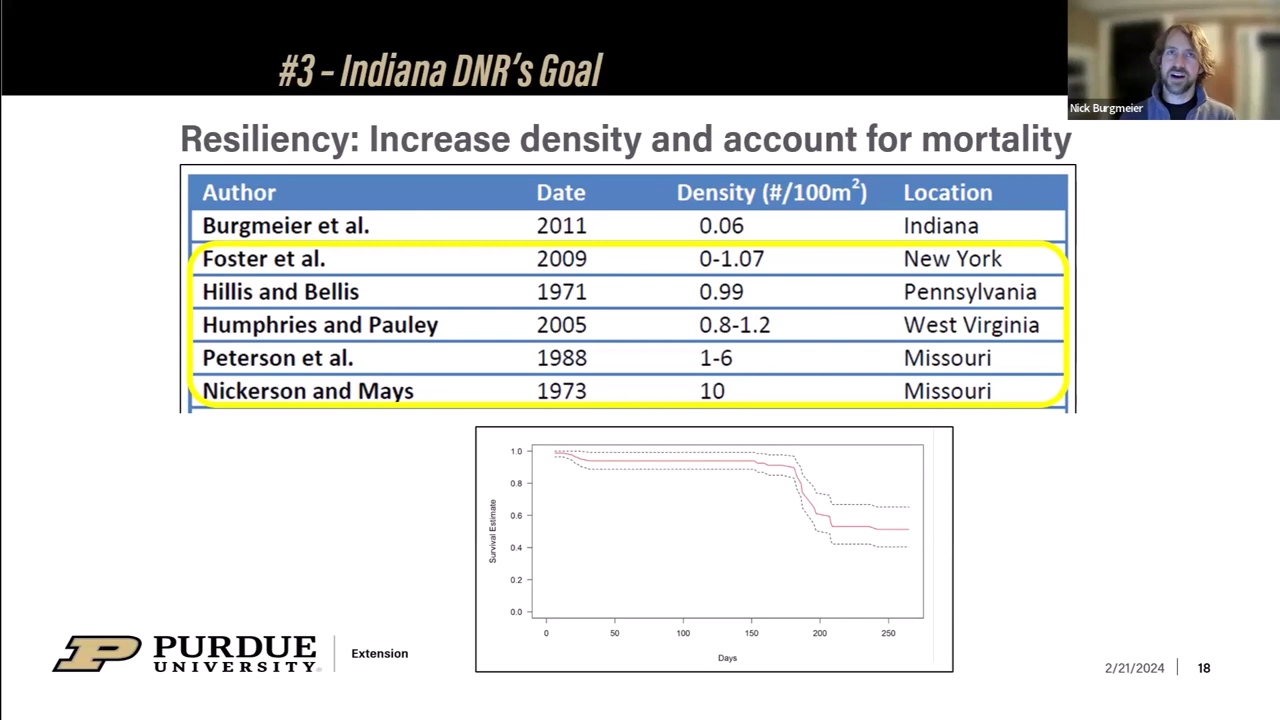 #3 – Indiana DNR's Goal
Nick Burgmeier
Resiliency: Increase density and account for mortality
Author Date Density (#/100m²) Location
Burgmeier et al. 2011 0.06 Indiana
Foster et al. 2009 0-1.07 New York
Hillis and Bellis 1971 0.99 Pennsylvania
Humphries and Pauley 2005 0.8-1.2 West Virginia
Peterson et al. 1988 1-6 Missouri
Nickerson and Mays 1973 10 Missouri
Survival Estimate
1.0
0.8
0.6
0.4
0.2
0.0
0 50 100 150 200 250
Days
P PURDUE
UNIVERSITY®
Extension
2/21/2024 18